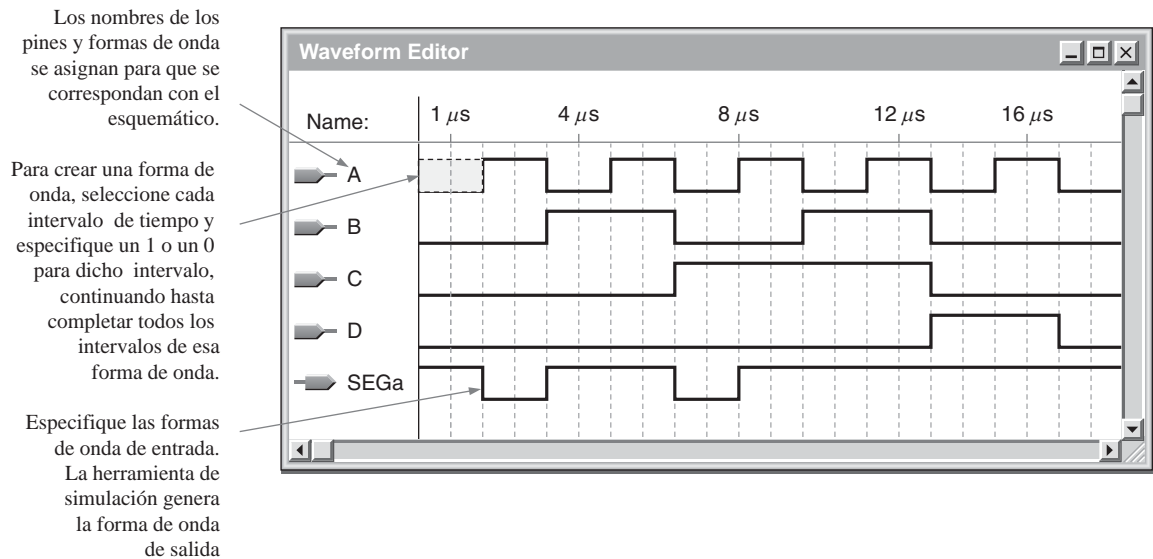 Los nombres de los
pines y formas de onda
se asignan para que se
correspondan con el
esquemático.
Para crear una forma de
onda, seleccione cada
intervalo de tiempo y
especifique un 1 o un 0
para dicho intervalo,
continuando hasta
completar todos los
intervalos de esa
forma de onda.
Especifique las formas
de onda de entrada.
La herramienta de
simulación genera
la forma de onda
de salida
Waveform Editor
Name: 1 μs 4 μs 8 μs 12 μs 16 μs
A
B
C
D
SEGa